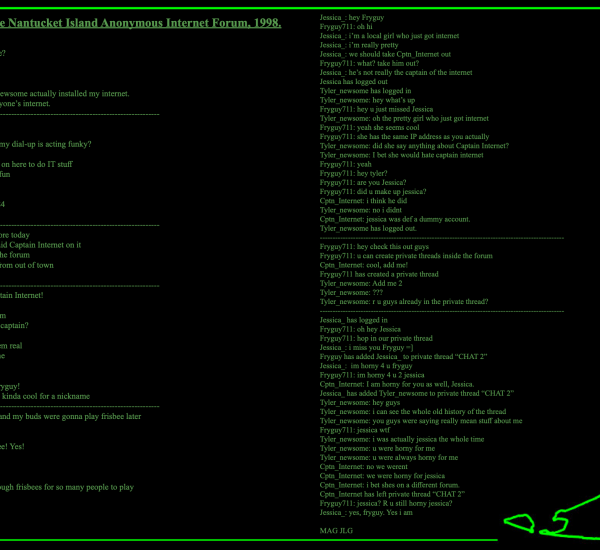 e Nantucket Island Anonymous Internet Forum, 1998.
e?
ewsome actually installed my internet.
yone's internet.
eny dial-up is acting funky?
on here to do IT stuff
fun
4
ore today
aid Captain Internet on it
he forum
rom out of town
tain Internet!
m
captain?
em real
ne
ryguy!
kinda cool for a nickname
and my buds were gonna play frisbee later
ee! Yes!
ough frisbees for so many people to play
Jessica_: hey Fryguy
Fryguy711: oh hi
Jessica_: i'm a local girl who just got internet
Jessica_: i'm really pretty
Jessica_: we should take Cptn_Internet out
Fryguy711: what? take him out?
Jessica_: he's not really the captain of the internet
Jessica has logged out
Tyler_newsome has logged in
Tyler_newsome: hey what's up
Fryguy711: hey u just missed Jessica
Tyler_newsome: oh the pretty girl who just got internet
Fryguy711: yeah she seems cool
Fryguy711: she has the same IP address as you actually
Tyler_newsome: did she say anything about Captain Internet?
Tyler_newsome: I bet she would hate captain internet
Fryguy711: yeah
Fryguy711: hey tyler?
Fryguy711: are you Jessica?
Fryguy711: did u make up jessica?
Cptn_Internet: i think he did
Tyler_newsome: no i didnt
Cptn_Internet: jessica was def a dummy account.
Tyler_newsome has logged out.
Fryguy711: hey check this out guys
Fryguy711: u can create private threads inside the forum
Cptn_Internet: cool, add me!
Fryguy711 has created a private thread
Tyler_newsome: Add me 2
Tyler_newsome: ???
Tyler_newsome: r u guys already in the private thread?
Jessica_ has logged in
Fryguy711: oh hey Jessica
Fryguy711: hop in our private thread
Jessica_: i miss you Fryguy =]
Fryguy has added Jessica_ to private thread “CHAT 2”
Jessica_: im horny 4 u fryguy
Fryguy711: im horny 4 u 2 jessica
Cptn_Internet: I am horny for you as well, Jessica.
Jessica_ has added Tyler_newsome to private thread “CHAT 2”
Tyler_newsome: hey guys
Tyler_newsome: i can see the whole old history of the thread
Tyler_newsome: you guys were saying really mean stuff about me
Fryguy711: jessica wtf
Tyler_newsome: i was actually jessica the whole time
Tyler_newsome: u were horny for me
Tyler_newsome: u were always horny for me
Cptn_Internet: no we werent
Cptn_Internet: we were horny for jessica
Cptn_Internet: i bet shes on a different forum.
Cptn_Internet has left private thread “CHAT 2”
Fryguy711: jessica? R u still horny jessica?
Jessica_: yes, fryguy. Yes i am
MAG JLG